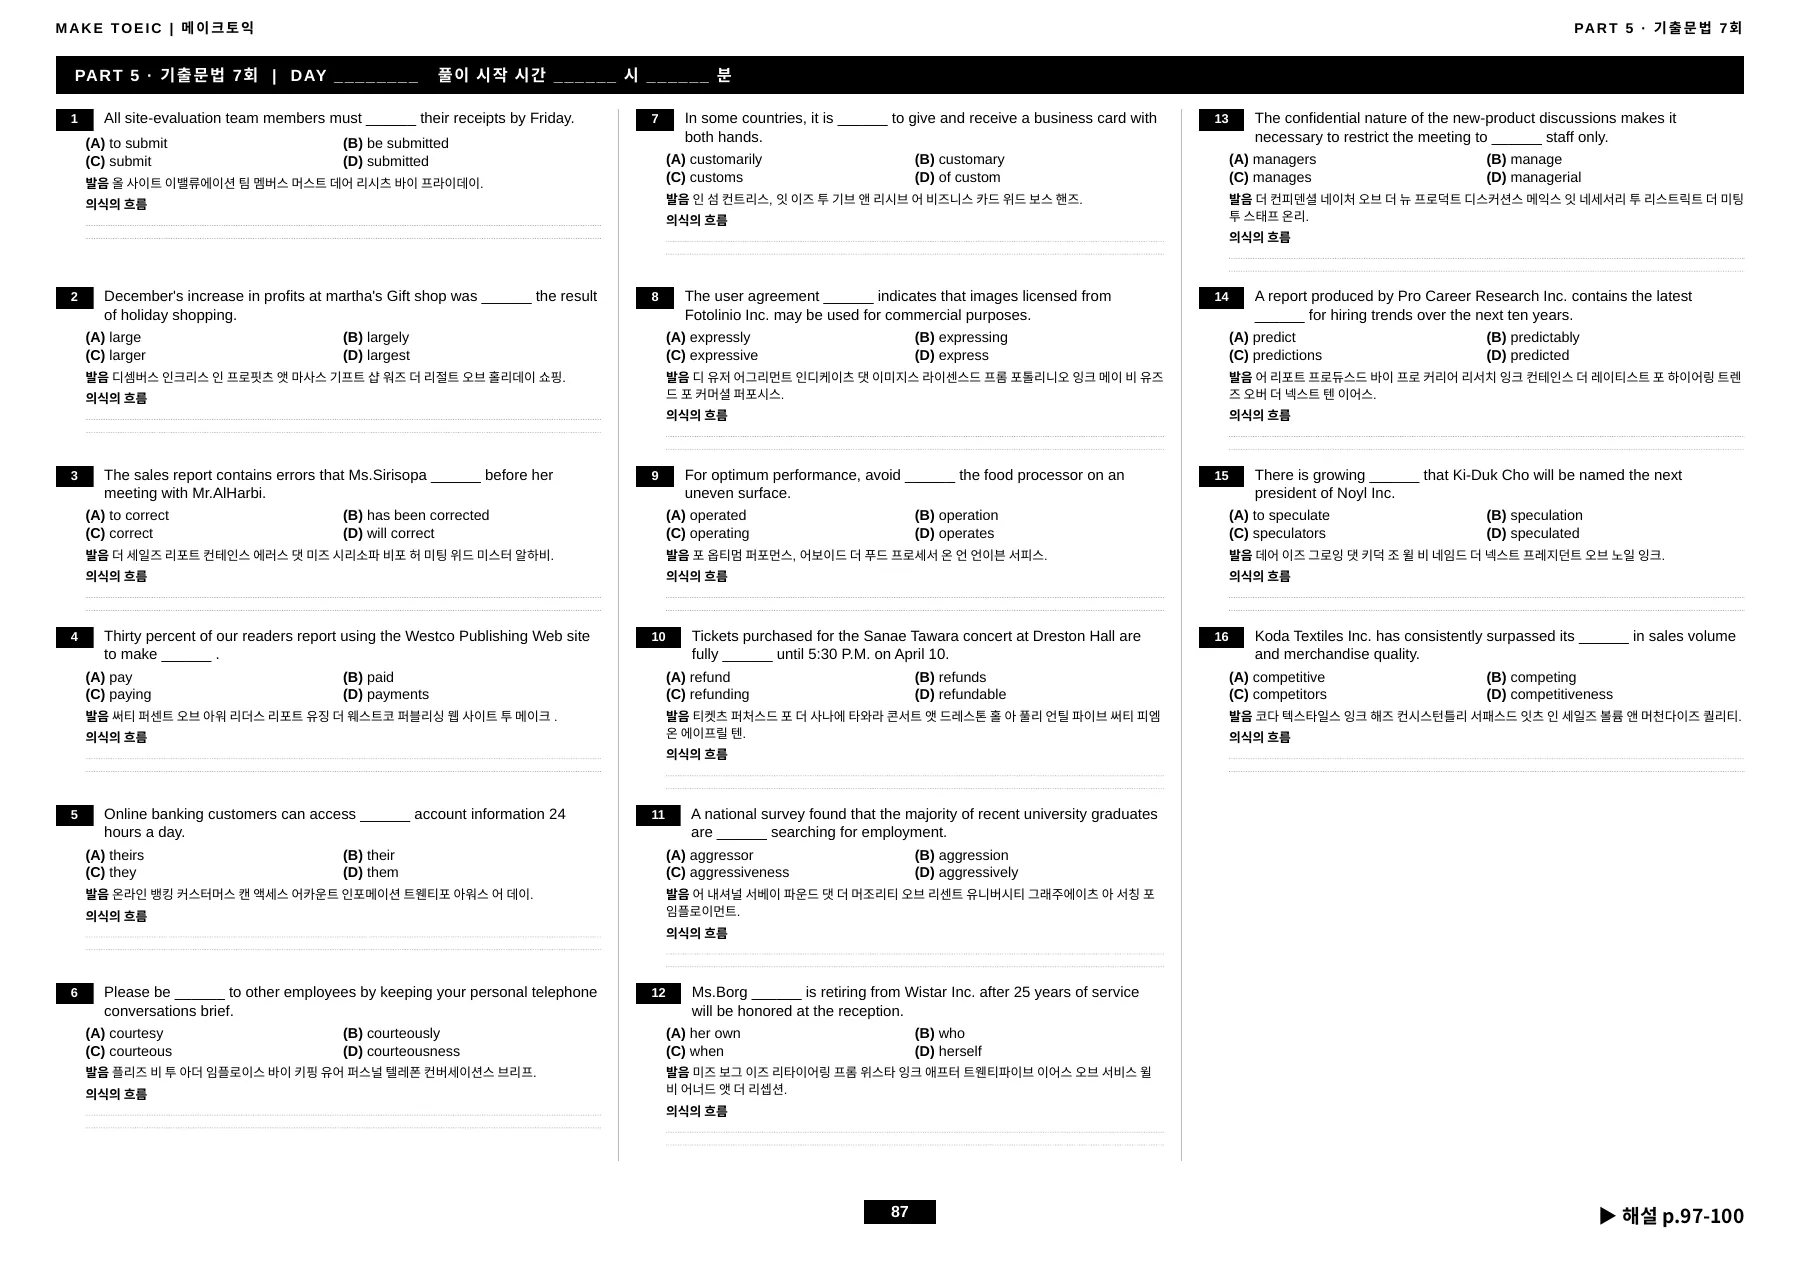 MAKE TOEIC | 메이크토익
PART 5 · 기출문법 7회
PART 5 · 기출문법 7회 | DAY ________ 풀이 시작 시간 ______ 시 ______ 분
1 All site-evaluation team members must ______ their receipts by Friday.
(A) to submit (B) be submitted
(C) submit (D) submitted
발음 올 사이트 이밸류에이션 팀 멤버스 머스트 데어 리시츠 바이 프라이데이.
의식의 흐름
2 December's increase in profits at martha's Gift shop was ______ the result
of holiday shopping.
(A) large (B) largely
(C) larger (D) largest
발음 디셈버스 인크리스 인 프로핏츠 앳 마사스 기프트 샵 워즈 더 리절트 오브 홀리데이 쇼핑.
의식의 흐름
3 The sales report contains errors that Ms.Sirisopa ______ before her
meeting with Mr.AlHarbi.
(A) to correct (B) has been corrected
(C) correct (D) will correct
발음 더 세일즈 리포트 컨테인스 에러스 댓 미즈 시리소파 비포 허 미팅 위드 미스터 알하비.
의식의 흐름
4 Thirty percent of our readers report using the Westco Publishing Web site
to make ______ .
(A) pay (B) paid
(C) paying (D) payments
발음 써티 퍼센트 오브 아워 리더스 리포트 유징 더 웨스트코 퍼블리싱 웹 사이트 투 메이크 .
의식의 흐름
5 Online banking customers can access ______ account information 24
hours a day.
(A) theirs (B) their
(C) they (D) them
발음 온라인 뱅킹 커스터머스 캔 액세스 어카운트 인포메이션 트웬티포 아워스 어 데이.
의식의 흐름
6 Please be ______ to other employees by keeping your personal telephone
conversations brief.
(A) courtesy (B) courteously
(C) courteous (D) courteousness
발음 플리즈 비 투 아더 임플로이스 바이 키핑 유어 퍼스널 텔레폰 컨버세이션스 브리프.
의식의 흐름
7 In some countries, it is ______ to give and receive a business card with
both hands.
(A) customarily (B) customary
(C) customs (D) of custom
발음 인 섬 컨트리스, 잇 이즈 투 기브 앤 리시브 어 비즈니스 카드 위드 보스 핸즈.
의식의 흐름
8 The user agreement ______ indicates that images licensed from
Fotolinio Inc. may be used for commercial purposes.
(A) expressly (B) expressing
(C) expressive (D) express
발음 디 유저 어그리먼트 인디케이츠 댓 이미지스 라이센스드 프롬 포톨리니오 잉크 메이 비 유즈
드 포 커머셜 퍼포시스.
의식의 흐름
9 For optimum performance, avoid ______ the food processor on an
uneven surface.
(A) operated (B) operation
(C) operating (D) operates
발음 포 옵티멈 퍼포먼스, 어보이드 더 푸드 프로세서 온 언 언이븐 서피스.
의식의 흐름
10 Tickets purchased for the Sanae Tawara concert at Dreston Hall are
fully ______ until 5:30 P.M. on April 10.
(A) refund (B) refunds
(C) refunding (D) refundable
발음 티켓츠 퍼처스드 포 더 사나에 타와라 콘서트 앳 드레스톤 홀 아 풀리 언틸 파이브 써티 피엠
온 에이프릴 텐.
의식의 흐름
11 A national survey found that the majority of recent university graduates
are ______ searching for employment.
(A) aggressor (B) aggression
(C) aggressiveness (D) aggressively
발음 어 내셔널 서베이 파운드 댓 더 머조리티 오브 리센트 유니버시티 그래주에이츠 아 서칭 포
임플로이먼트.
의식의 흐름
12 Ms.Borg ______ is retiring from Wistar Inc. after 25 years of service
will be honored at the reception.
(A) her own (B) who
(C) when (D) herself
발음 미즈 보그 이즈 리타이어링 프롬 위스타 잉크 애프터 트웬티파이브 이어스 오브 서비스 윌
비 어너드 앳 더 리셉션.
의식의 흐름
13 The confidential nature of the new-product discussions makes it
necessary to restrict the meeting to ______ staff only.
(A) managers (B) manage
(C) manages (D) managerial
발음 더 컨피덴셜 네이처 오브 더 뉴 프로덕트 디스커션스 메익스 잇 네세서리 투 리스트릭트 더 미팅
투 스태프 온리.
의식의 흐름
14 A report produced by Pro Career Research Inc. contains the latest
______ for hiring trends over the next ten years.
(A) predict (B) predictably
(C) predictions (D) predicted
발음 어 리포트 프로듀스드 바이 프로 커리어 리서치 잉크 컨테인스 더 레이티스트 포 하이어링 트렌
즈 오버 더 넥스트 텐 이어스.
의식의 흐름
15 There is growing ______ that Ki-Duk Cho will be named the next
president of Noyl Inc.
(A) to speculate (B) speculation
(C) speculators (D) speculated
발음 데어 이즈 그로잉 댓 키덕 조 윌 비 네임드 더 넥스트 프레지던트 오브 노일 잉크.
의식의 흐름
16 Koda Textiles Inc. has consistently surpassed its ______ in sales volume
and merchandise quality.
(A) competitive (B) competing
(C) competitors (D) competitiveness
발음 코다 텍스타일스 잉크 해즈 컨시스턴틀리 서패스드 잇츠 인 세일즈 볼륨 앤 머천다이즈 퀄리티.
의식의 흐름
87
▶ 해설 p.97-100